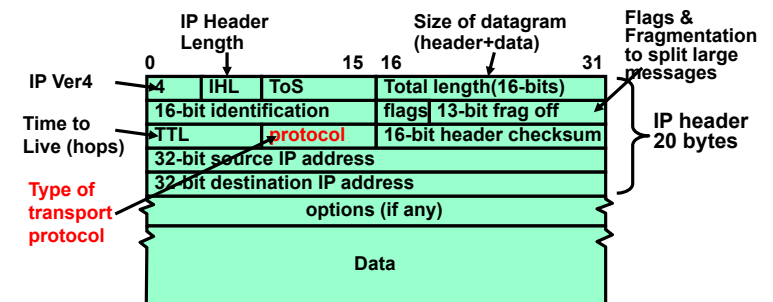 IP Header
Length
Size of datagram
(header+data)
Flags &
Fragmentation
to split large
messages
0
15
16
31
IP Ver4
4
IHL
ToS
Total length(16-bits)
16-bit identification
flags
13-bit frag off
Time to
Live (hops)
TTL
protocol
16-bit header checksum
IP header
20 bytes
32-bit source IP address
32-bit destination IP address
Type of
transport
protocol
options (if any)
Data